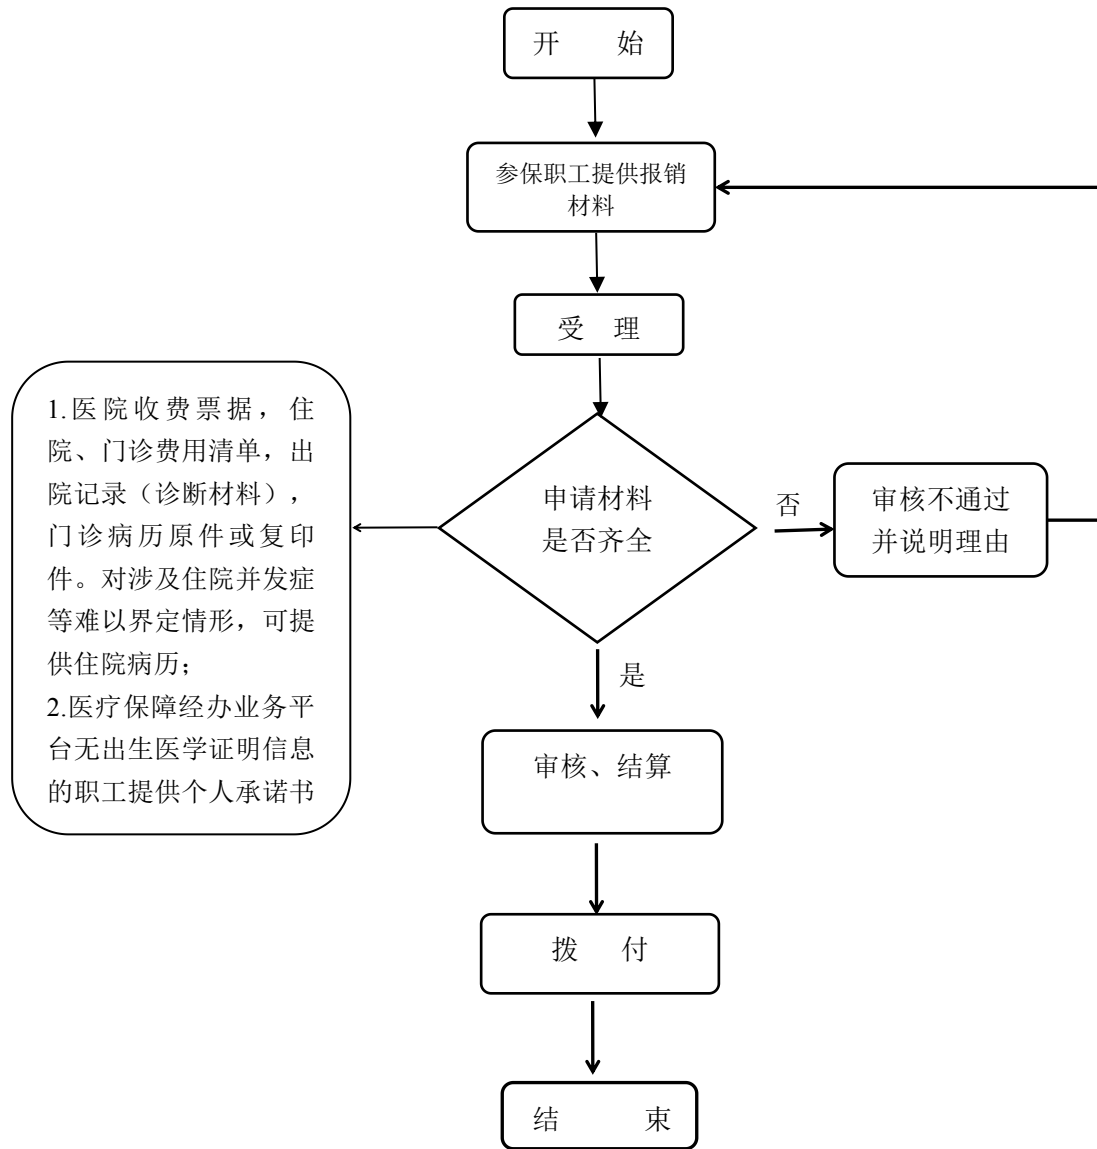 开 始
参保职工提供报销
材料
受 理
1.医院收费票据，住
院、门诊费用清单，出
院记录（诊断材料），
门诊病历原件或复印
件。对涉及住院并发症
等难以界定情形，可提
供住院病历；
2.医疗保障经办业务平
台无出生医学证明信息
的职工提供个人承诺书
申请材料
是否齐全
否
审核不通过
并说明理由
是
审核、结算
拨 付
结 束